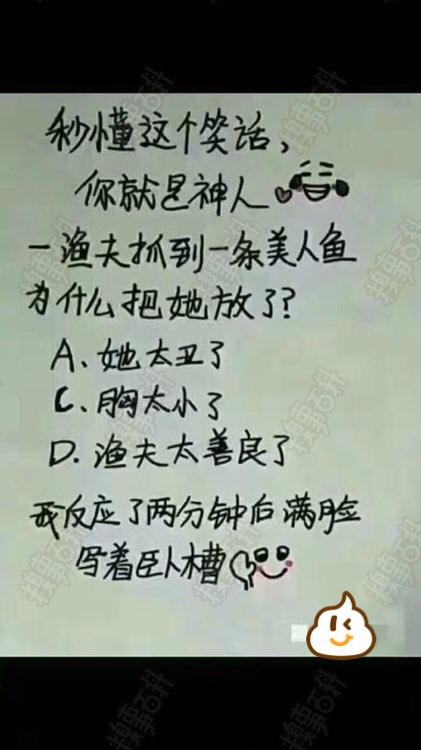 秒懂这个笑话，
你就是神人
一渔夫抓到一条美人鱼
为什么把她放了？
A、她太丑了
C、胸太小了
D、渔夫太善良了
我反应了两分钟后满脸
写着卧槽